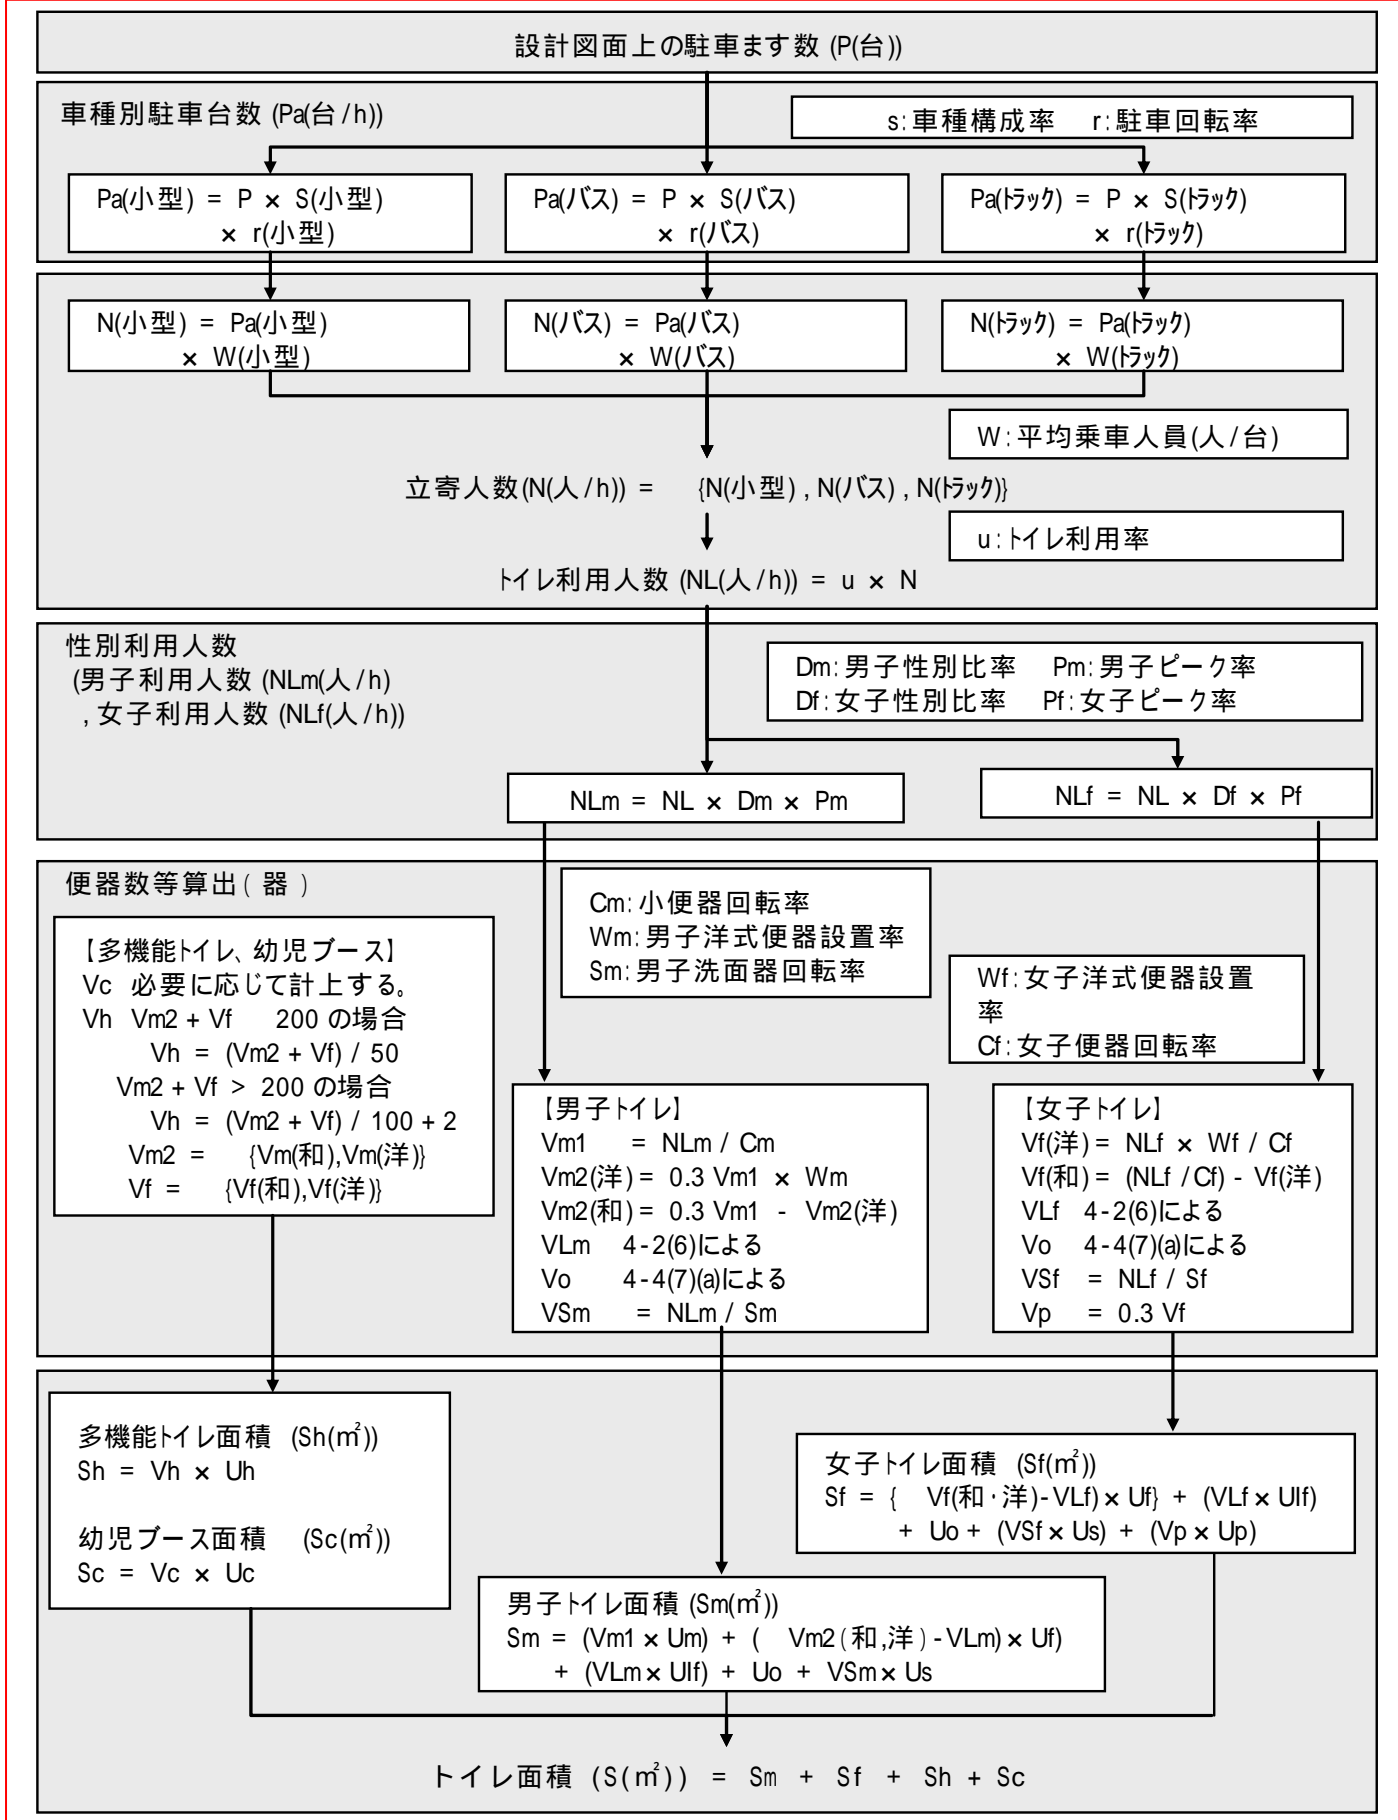 設計図面上の駐車ます数 (P(台))
車種別駐車台数 (Pa(台/h))
s:車種構成率 r:駐車回転率
Pa(小型) = P × S(小型)
× r(小型)
Pa(バス) = P × S(バス)
× r(バス)
Pa(トラック) = P × S(トラック)
× r(トラック)
N(小型) = Pa(小型)
× W(小型)
N(バス) = Pa(バス)
× W(バス)
N(トラック) = Pa(トラック)
× W(トラック)
W:平均乗車人員(人/台)
立寄人数(N(人/h)) = {N(小型),N(バス),N(トラック)}
u:トイレ利用率
トイレ利用人数 (NL(人/h)) = u × N
性別利用人数
(男子利用人数 (NLm(人/h)
,女子利用人数 (NLf(人/h))
Dm:男子性別比率 Pm:男子ピーク率
Df:女子性別比率 Pf:女子ピーク率
NLm = NL × Dm × Pm
NLf = NL × Df × Pf
便器数等算出(器)
Cm:小便器回転率
Wm:男子洋式便器設置率
Sm:男子洗面器回転率
Wf:女子洋式便器設置
率
Cf:女子便器回転率
【多機能トイレ、幼児ブース】
Vc 必要に応じて計上する。
Vh Vm2 + Vf 200 の場合
Vh = (Vm2 + Vf) / 50
Vm2 + Vf > 200 の場合
Vh = (Vm2 + Vf) / 100 + 2
Vm2 = {Vm(和),Vm(洋)}
Vf = {Vf(和),Vf(洋)}
【男子トイレ】
Vm1 = NLm / Cm
Vm2(洋) = 0.3 Vm1 × Wm
Vm2(和) = 0.3 Vm1 - Vm2(洋)
VLm 4-2(6)による
Vo 4-4(7)(a)による
VSm = NLm / Sm
【女子トイレ】
Vf(洋) = NLf × Wf / Cf
Vf(和) = (NLf /Cf) - Vf(洋)
VLf 4-2(6)による
Vo 4-4(7)(a)による
VSf = NLf / Sf
Vp = 0.3 Vf
多機能トイレ面積 (Sh(㎡))
Sh = Vh × Uh
幼児ブース面積 (Sc(㎡))
Sc = Vc × Uc
女子トイレ面積 (Sf(㎡))
Sf = { Vf(和・洋)-VLf)×Uf} + (VLf×Ulf)
+ Uo + (VSf×Us) + (Vp×Up)
男子トイレ面積 (Sm(㎡))
Sm = (Vm1×Um) + ( Vm2(和,洋)-VLm)×Uf)
+ (VLm×Ulf) + Uo + VSm×Us
トイレ面積 (S(㎡)) = Sm + Sf + Sh + Sc